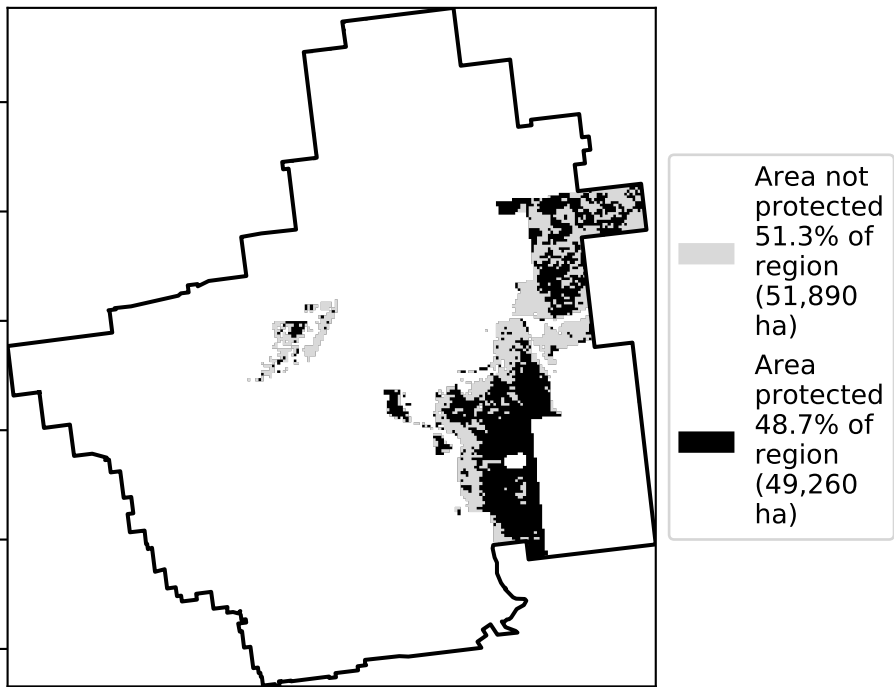 Area not
protected
51.3% of
region
(51,890
ha)
Area
protected
48.7% of
region
(49,260
ha)